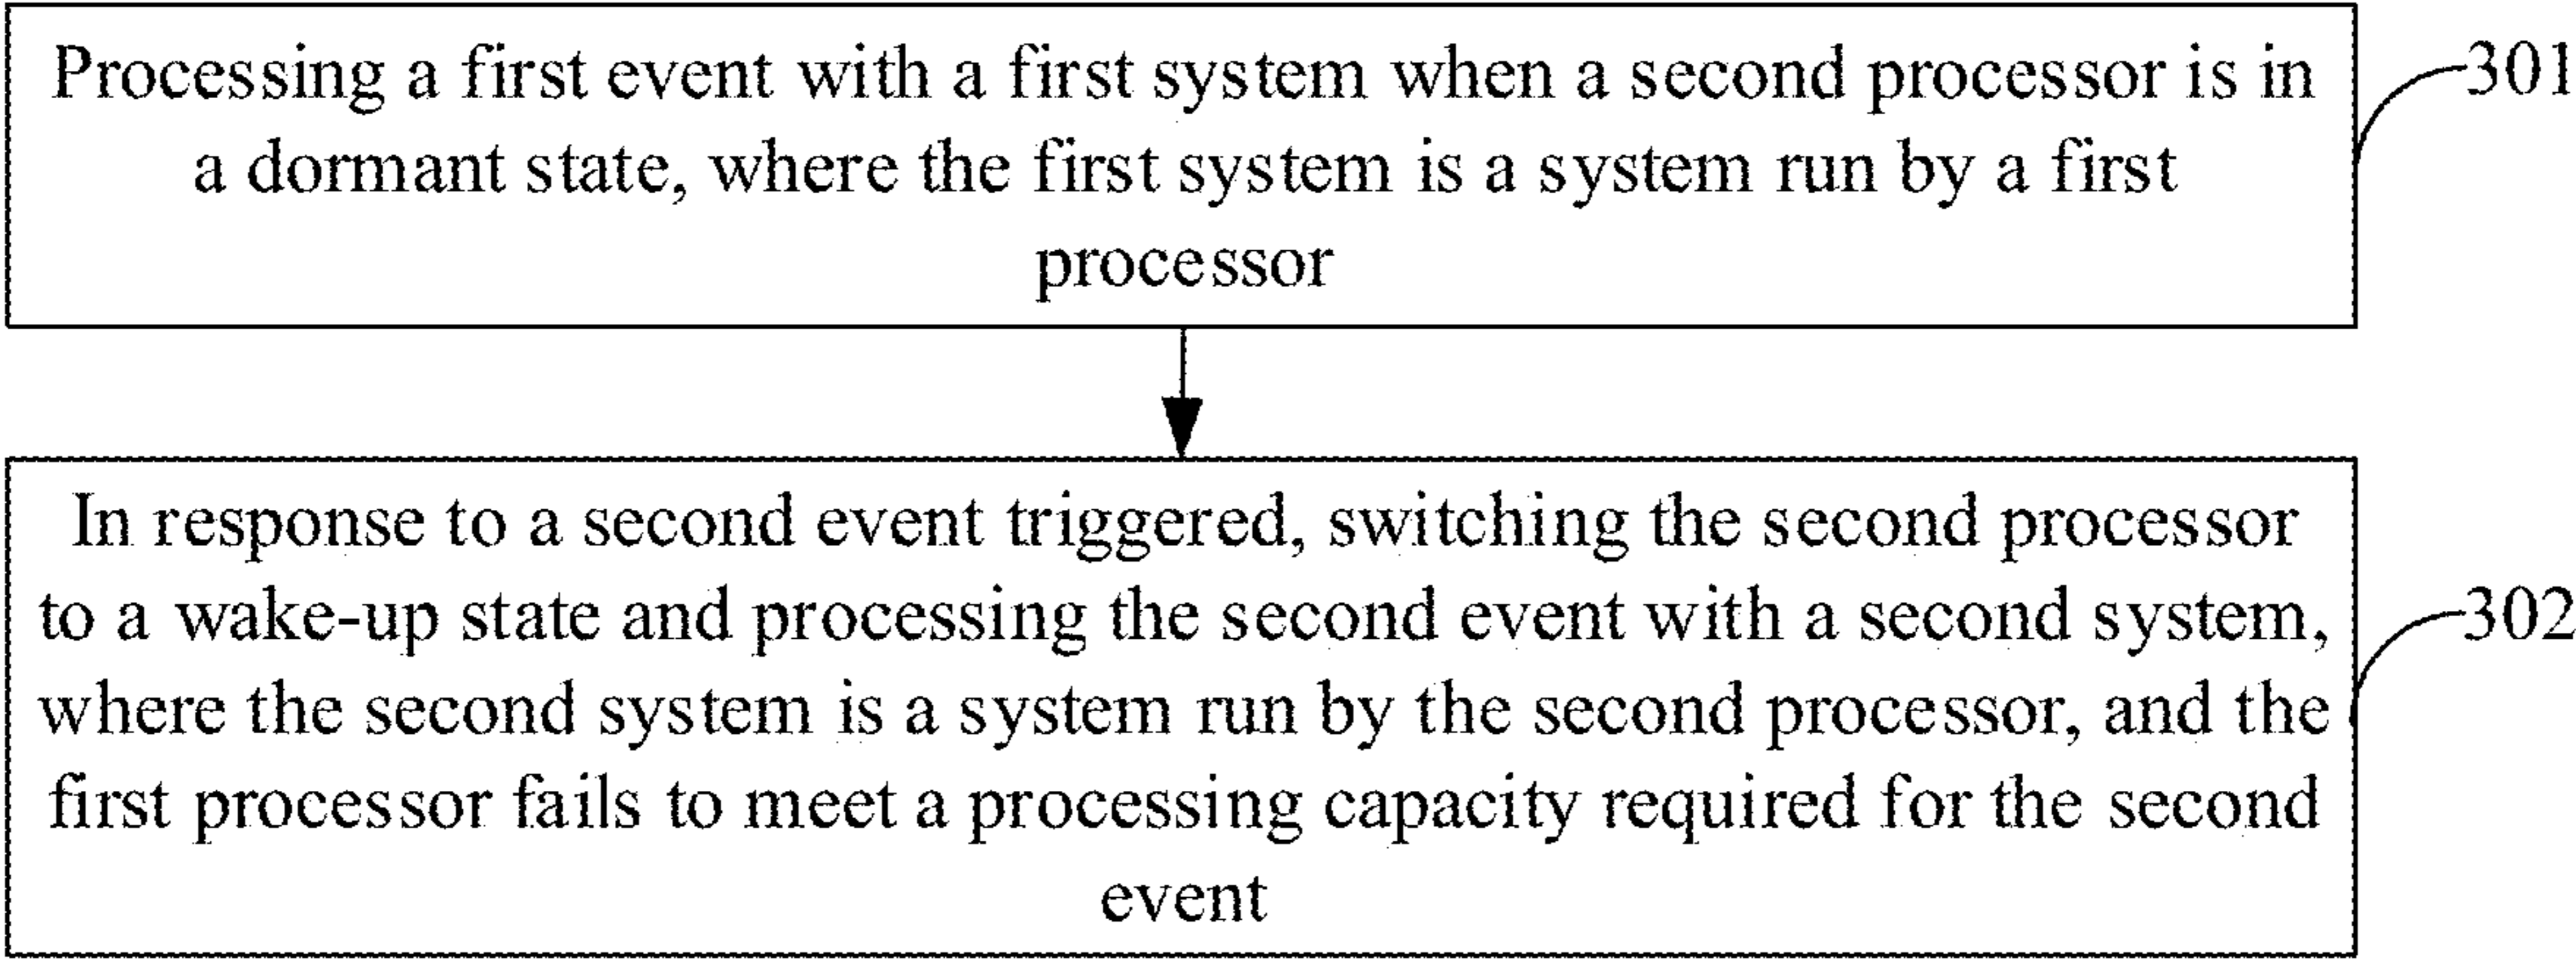 Processing a first event with a first system when a second processor is in
a dormant state, where the first system is a system run by a first
processor
301
In response to a second event triggered, switching the second processor
to a wake-up state and processing the second event with a second system,
where the second system is a system run by the second processor, and the
first processor fails to meet a processing capacity required for the second
event
302